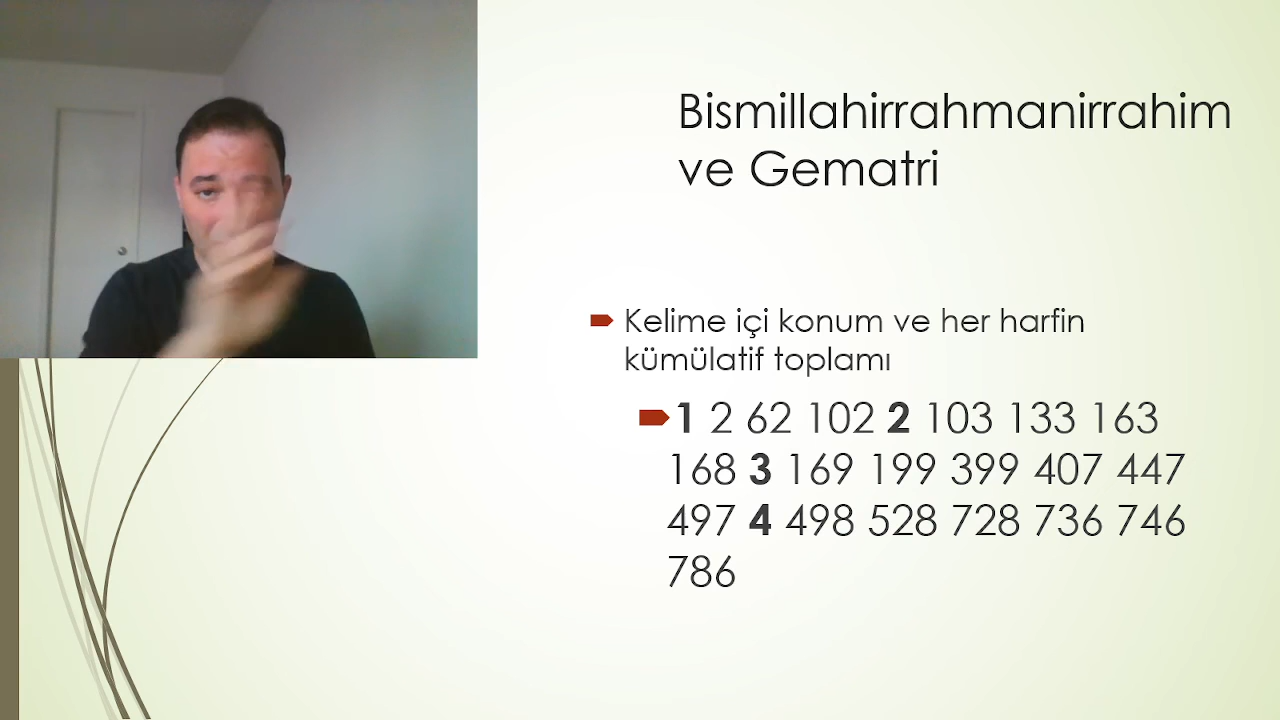 Bismillahirrahmanirrahim
ve Gematri
Kelime içi konum ve her harfin
kümülatif toplamı
1 2 62 102 2 103 133 163
168 3 169 199 399 407 447
497 4 498 528 728 736 746
786